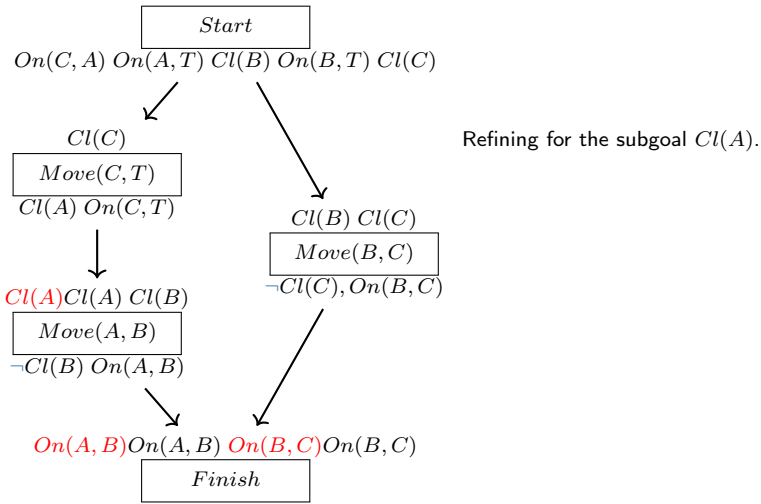 Start
On(C, A) On(A, T) Cl(B) On(B, T) Cl(C)
Cl(C)
Refining for the subgoal Cl(A).
Move(C, T)
Cl(A) On(C, T)
Cl(B) Cl(C)
Move(B, C)
¬Cl(C), On(B, C)
Cl(A)Cl(A) Cl(B)
Move(A, B)
¬Cl(B) On(A, B)
On(A, B)On(A, B) On(B, C)On(B, C)
Finish